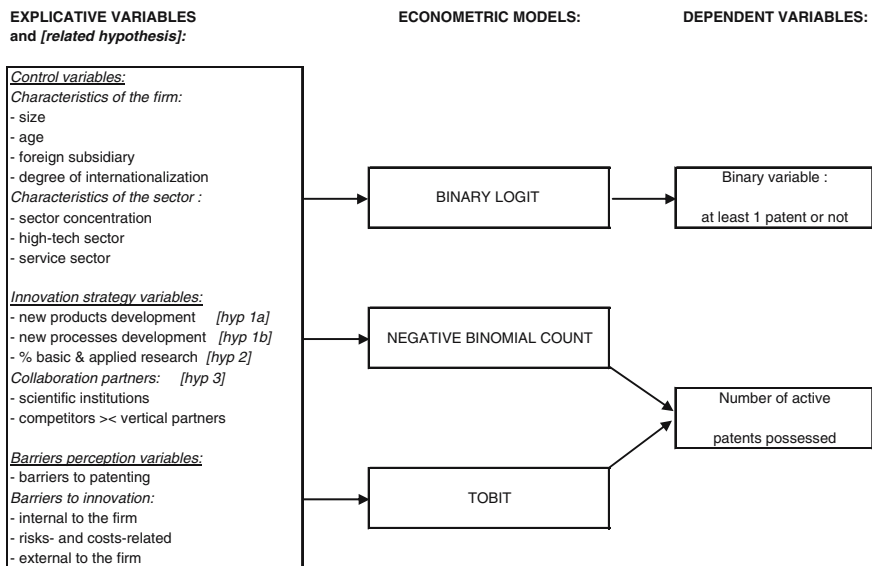 EXPLICATIVE VARIABLES
and [related hypothesis]:
ECONOMETRIC MODELS:
DEPENDENT VARIABLES:
Control variables:
Characteristics of the firm:
- size
- age
- foreign subsidiary
- degree of internationalization
Characteristics of the sector :
- sector concentration
- high-tech sector
- service sector
Innovation strategy variables:
- new products development [hyp 1a]
- new processes development [hyp 1b]
- % basic & applied research [hyp 2]
Collaboration partners: [hyp 3]
- scientific institutions
- competitors >< vertical partners
Barriers perception variables:
- barriers to patenting
Barriers to innovation:
- internal to the firm
- risks- and costs-related
- external to the firm
BINARY LOGIT
NEGATIVE BINOMIAL COUNT
TOBIT
Binary variable :
at least 1 patent or not
Number of active
patents possessed